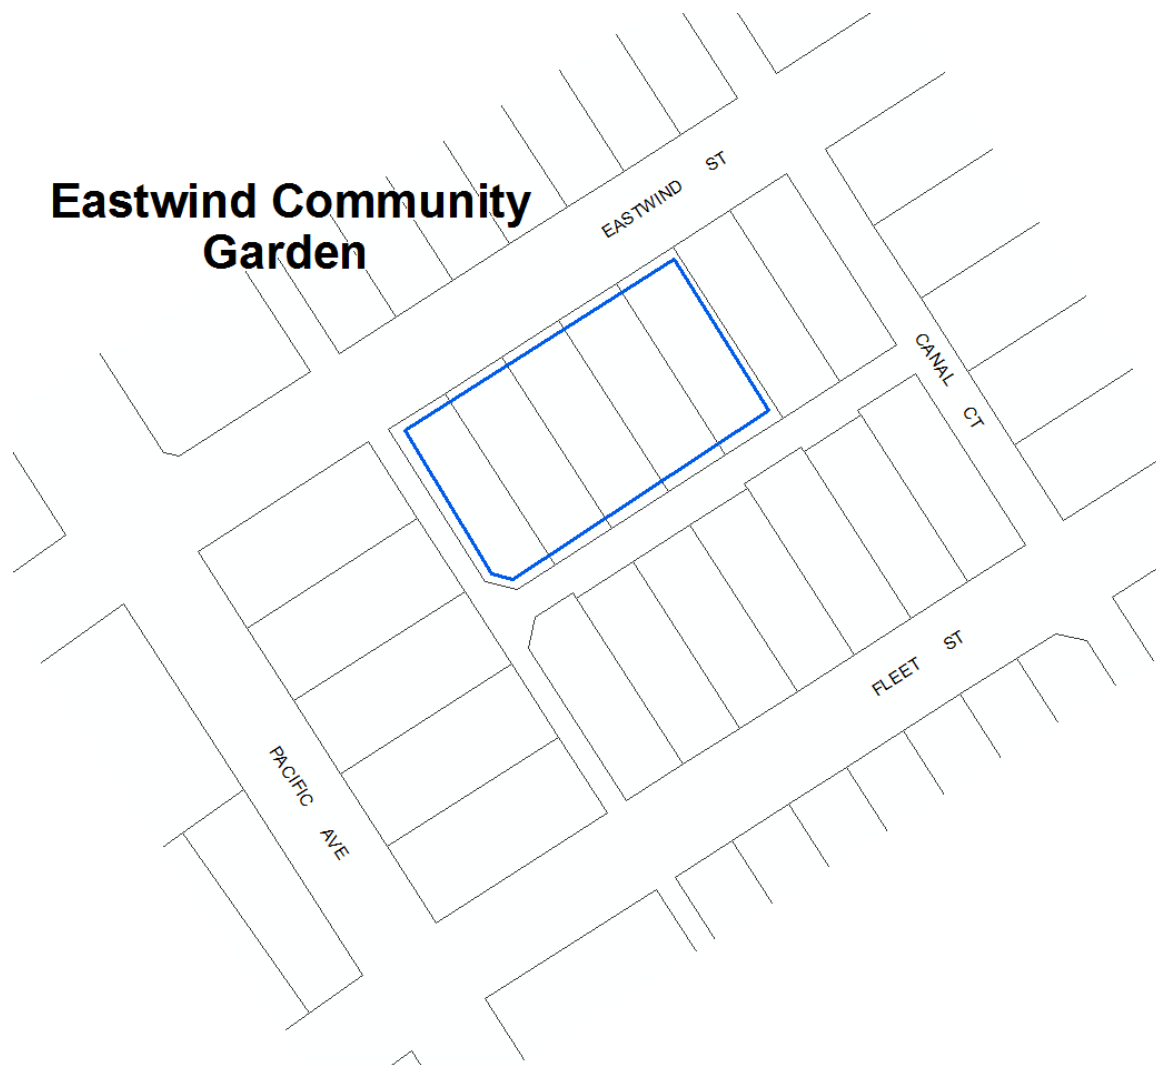 Eastwind Community
Garden
EASTWIND ST
CANAL CT
FLEET ST
PACIFIC AVE